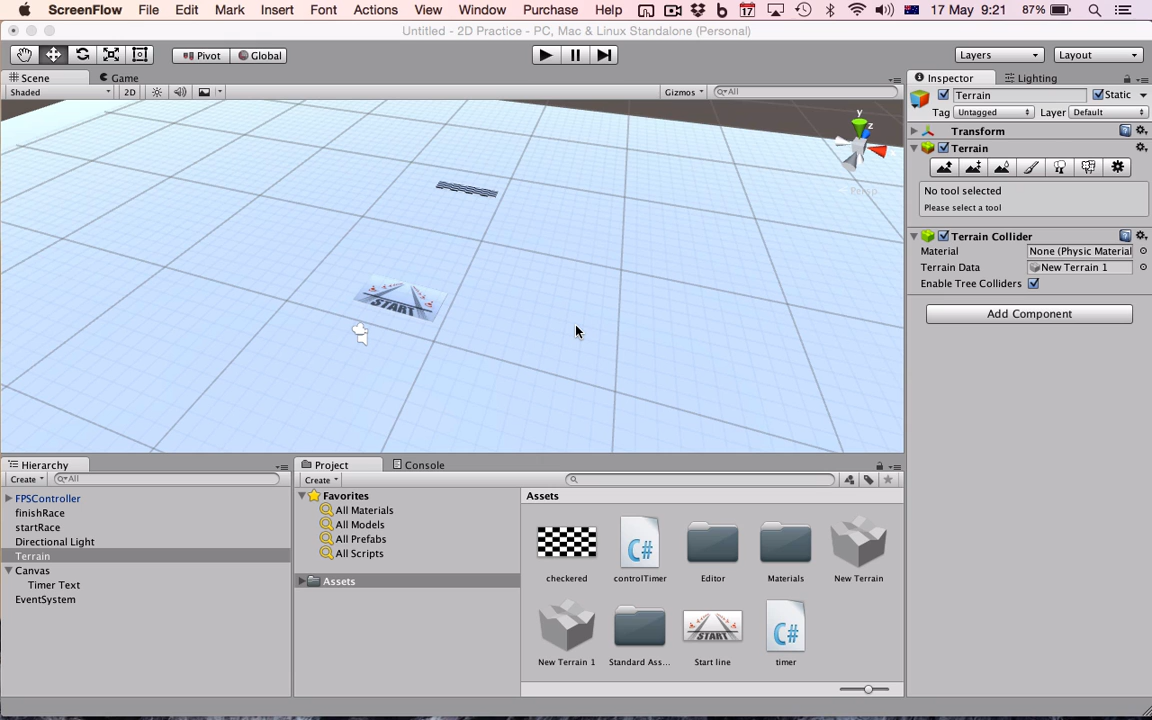 ScreenFlow File Edit Mark Insert Font Actions View Window Purchase Help 17 May 9:21 87%
Untitled - 2D Practice - PC, Mac & Linux Standalone (Personal)
Pivot Global Layers Layout
Scene Game Inspector Lighting
Shaded 2D Gizmos All
Terrain Static
Tag Untagged Layer Default
y
z
Persp
Transform
Terrain
No tool selected
Please select a tool
Terrain Collider
Material None (Physic Material
Terrain Data New Terrain 1
Enable Tree Colliders
Add Component
START
Hierarchy
Create All
FPSController
finishRace
startRace
Directional Light
Terrain
Canvas
Timer Text
EventSystem
Project Console
Create
Favorites
All Materials
All Models
All Prefabs
All Scripts
Assets
Assets
C#
checkered controlTimer Editor Materials New Terrain
START C#
New Terrain 1 Standard Ass... Start line timer